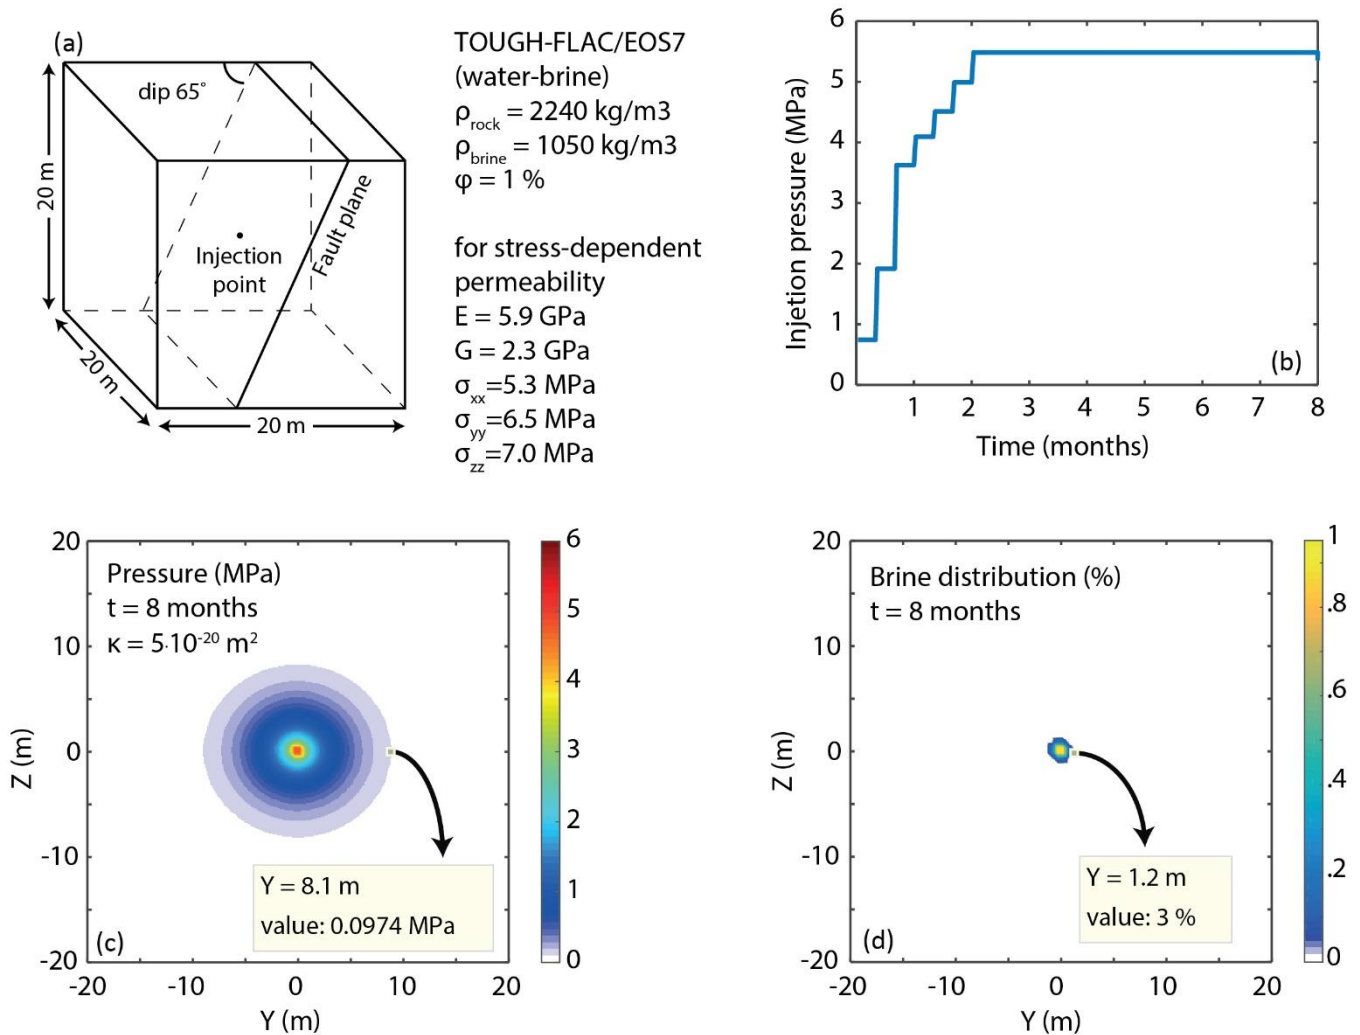 (a)
dip 65°
20 m
Injection
point
Fault plane
20 m
20 m
TOUGH-FLAC/EOS7
(water-brine)
ρrock = 2240 kg/m3
ρbrine = 1050 kg/m3
φ = 1 %
for stress-dependent
permeability
E = 5.9 GPa
G = 2.3 GPa
σxx=5.3 MPa
σyy=6.5 MPa
σzz=7.0 MPa
Injetion pressure (MPa)
6
5
4
3
2
1
0
(b)
1 2 3 4 5 6 7 8
Time (months)
Pressure (MPa)
t = 8 months
κ = 5·10⁻²⁰ m²
20
10
0
-10
-20
Z (m)
Y = 8.1 m
value: 0.0974 MPa
(c)
-20 -10 0 10 20
Y (m)
6
5
4
3
2
1
0
Brine distribution (%)
t = 8 months
20
10
0
-10
-20
Z (m)
Y = 1.2 m
value: 3 %
(d)
-20 -10 0 10 20
Y (m)
1
.8
.6
.4
.2
0